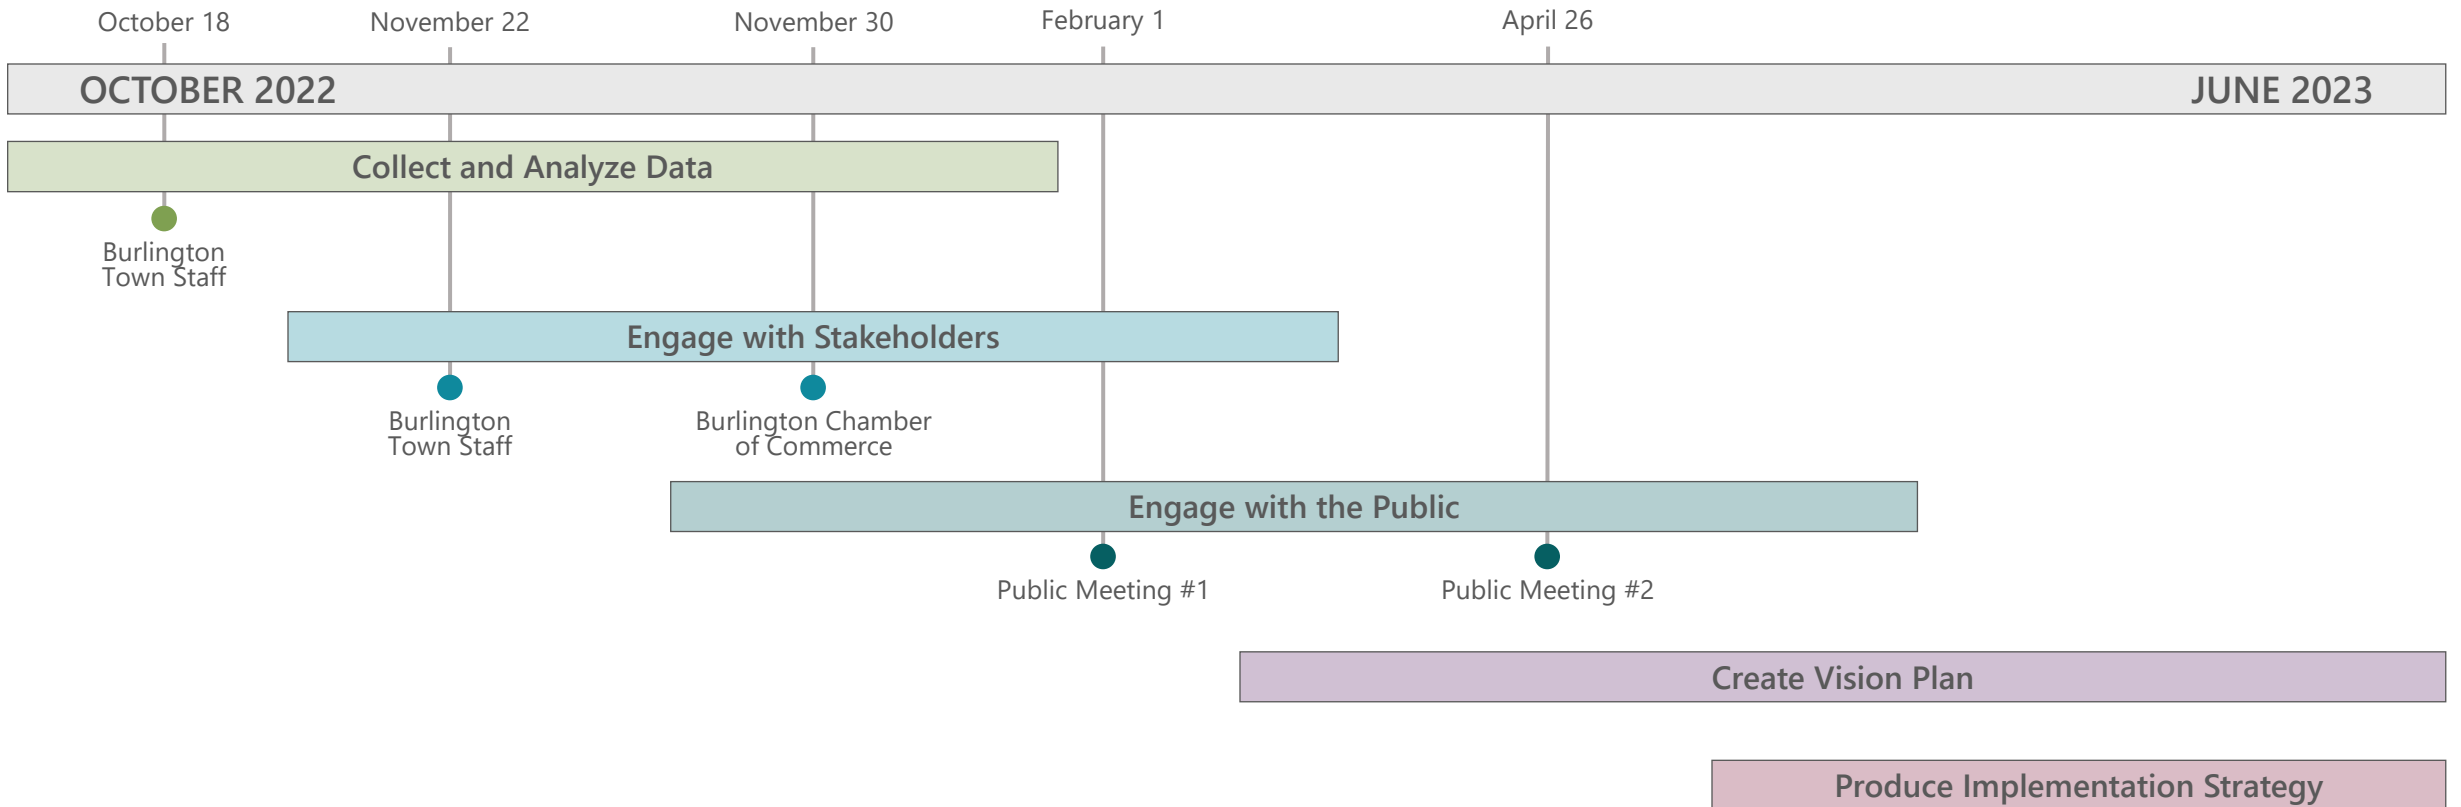 October 18
November 22
November 30
February 1
April 26
OCTOBER 2022
JUNE 2023
Collect and Analyze Data
Burlington
Town Staff
Engage with Stakeholders
Burlington
Town Staff
Burlington Chamber
of Commerce
Engage with the Public
Public Meeting #1
Public Meeting #2
Create Vision Plan
Produce Implementation Strategy